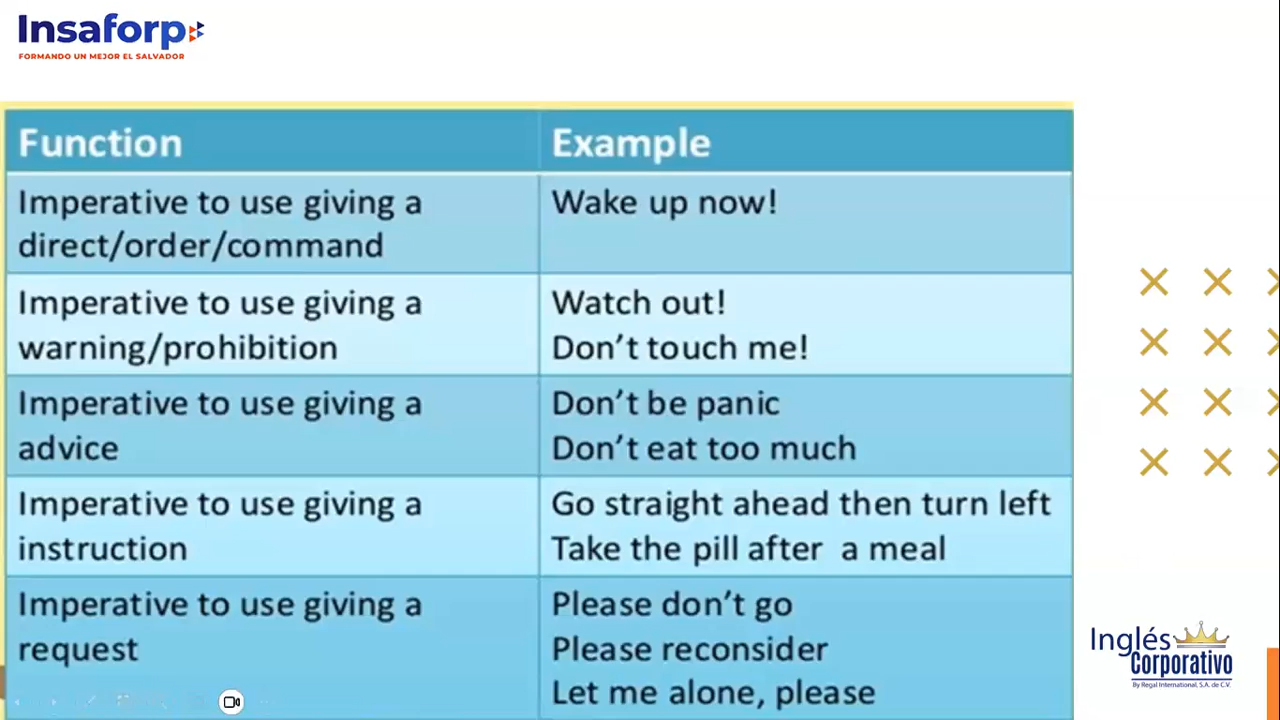 Insaforp
FORMANDO UN MEJOR EL SALVADOR
Function
Example
Imperative to use giving a
direct/order/command
Wake up now!
Imperative to use giving a
warning/prohibition
Watch out!
Don't touch me!
Imperative to use giving a
advice
Don't be panic
Don't eat too much
Imperative to use giving a
instruction
Go straight ahead then turn left
Take the pill after a meal
Imperative to use giving a
request
Please don't go
Please reconsider
Let me alone, please
Inglés
Corporativo
By Regal International, S.A. de C.V.